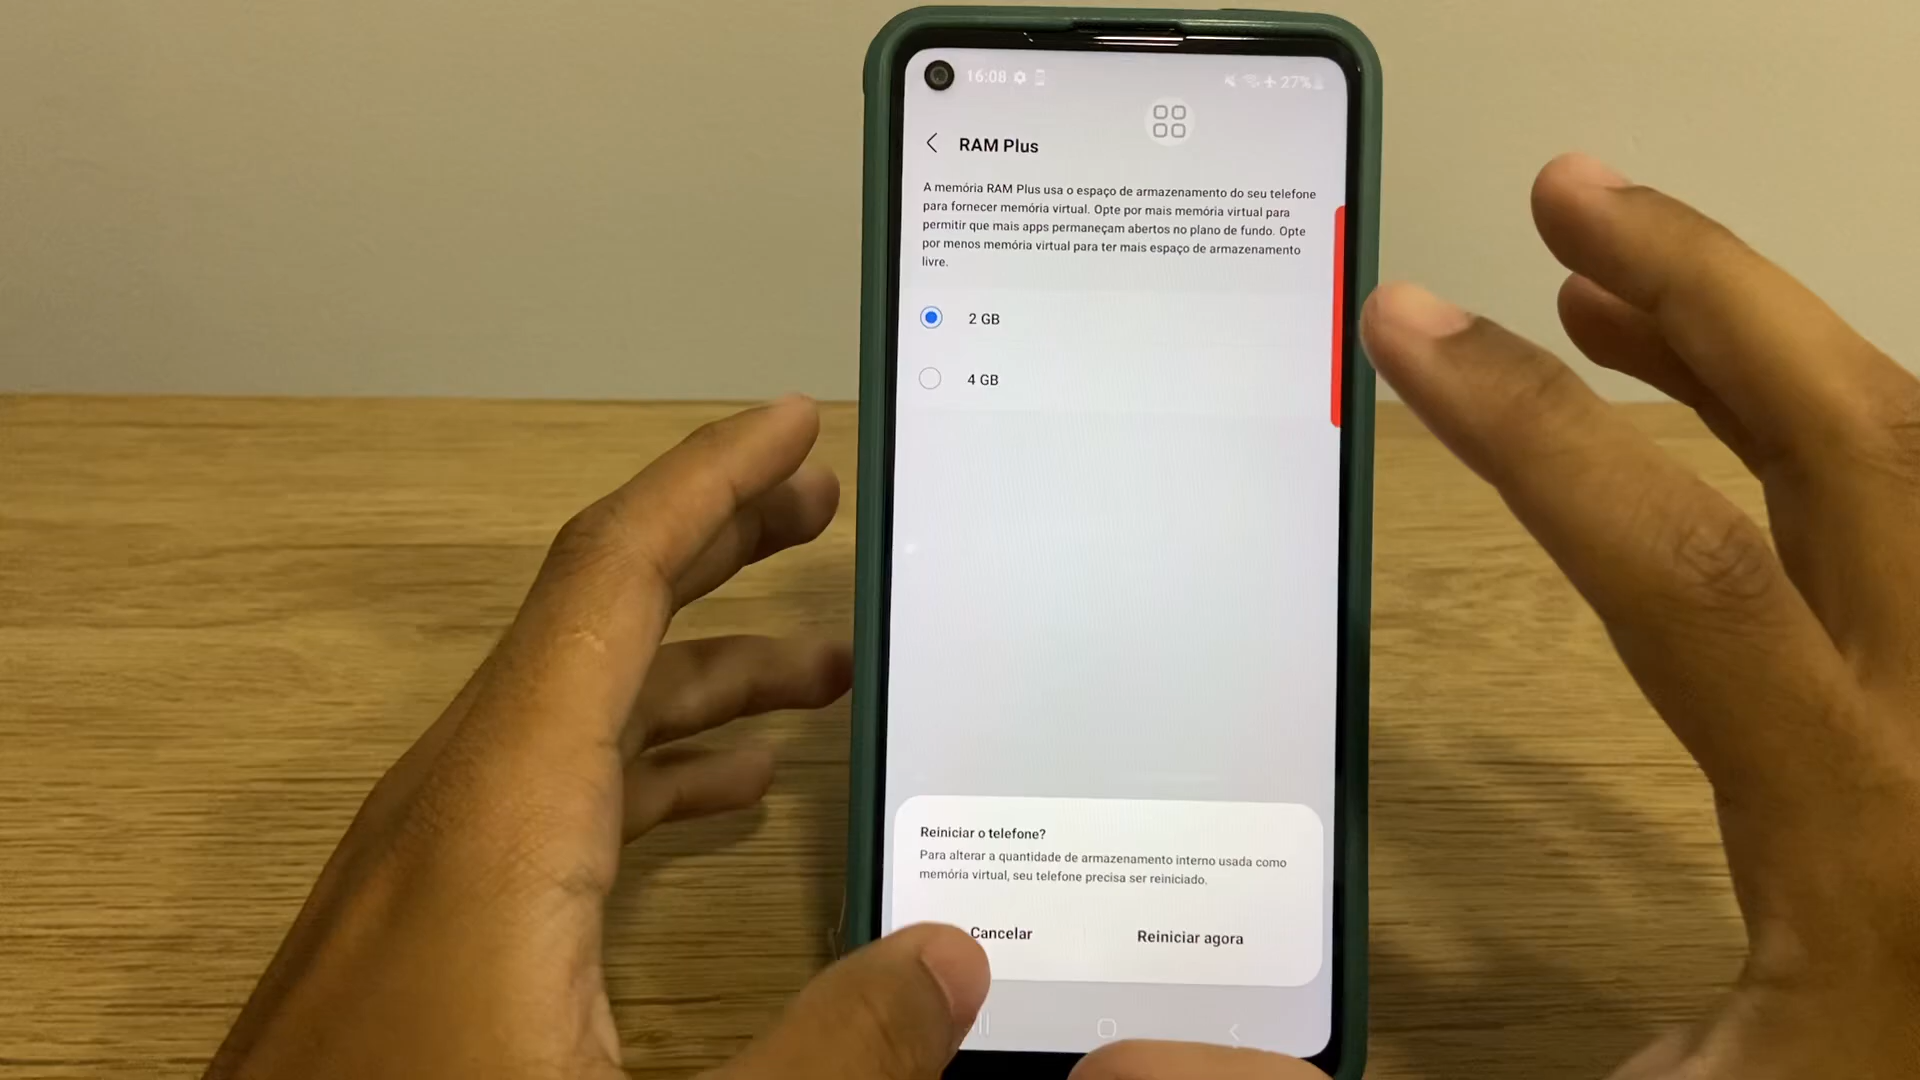 16:08
27%
RAM Plus
A memória RAM Plus usa o espaço de armazenamento do seu telefone
para fornecer memória virtual. Opte por mais memória virtual para
permitir que mais apps permaneçam abertos no plano de fundo. Opte
por menos memória virtual para ter mais espaço de armazenamento
livre.
2 GB
4 GB
Reiniciar o telefone?
Para alterar a quantidade de armazenamento interno usada como
memória virtual, seu telefone precisa ser reiniciado.
Cancelar
Reiniciar agora